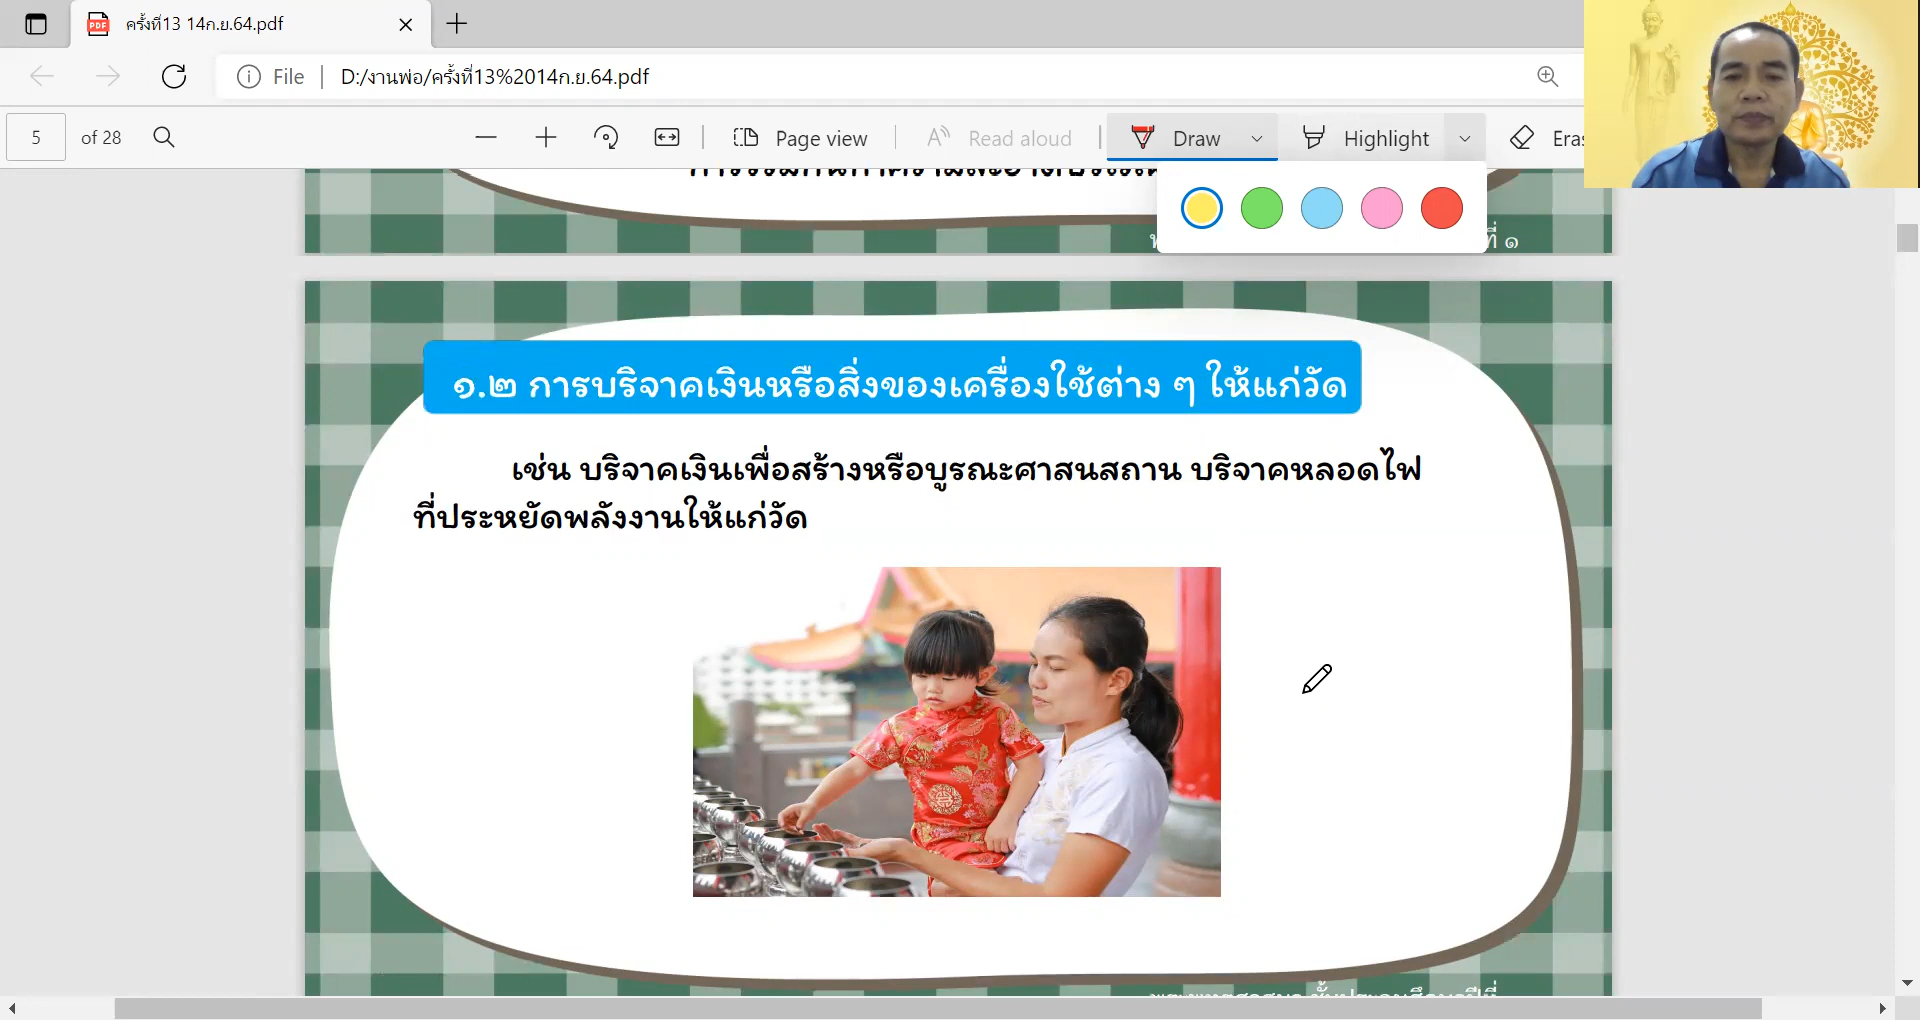 ครั้งที่13 14ก.ย.64.pdf
File
D:/งานพ่อ/ครั้งที่13%2014ก.ย.64.pdf
5 of 28
Page view
Read aloud
Draw
Highlight
ที่ ๑
๑.๒ การบริจาคเงินหรือสิ่งของเครื่องใช้ต่าง ๆ ให้แก่วัด
เช่น บริจาคเงินเพื่อสร้างหรือบูรณะศาสนสถาน บริจาคหลอดไฟ
ที่ประหยัดพลังงานให้แก่วัด